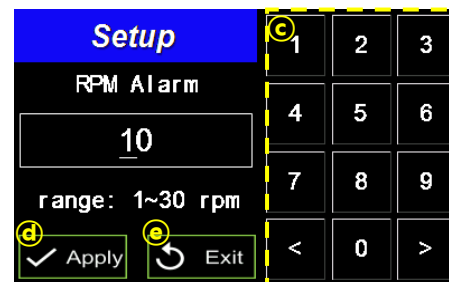 Setup
RPM Alarm
10
range: 1~30 rpm
ⓓ ✓ Apply
ⓔ Exit
ⓒ
1 2 3
4 5 6
7 8 9
< 0 >